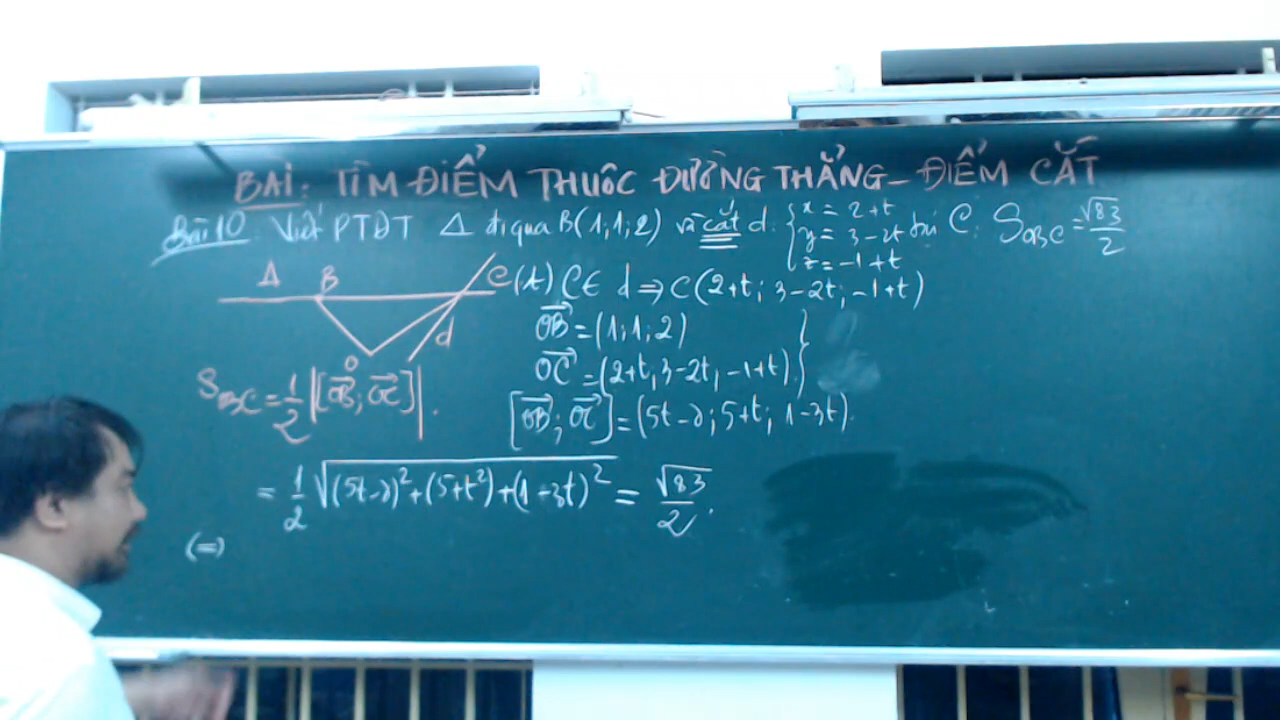 BÀI: TÌM ĐIỂM THUỘC ĐƯỜNG THẲNG - ĐIỂM CẮT
Bài 10: Viết PTĐT Δ đi qua B(1;1;2) và cắt d: { x = 2+t
y = 3-2t
z = -1+t
tại C: S_OBC = √83/2
Δ B C
d
O
(+) C ∈ d ⇒ C(2+t; 3-2t; -1+t)
OB = (1;1;2)
OC = (2+t; 3-2t; -1+t) }
S_OBC = 1/2 |[OB; OC]|.
[OB; OC] = (5t-7; 5+t; 1-3t).
= 1/2 √((5t-7)² + (5+t²) + (1-3t)²) = √83/2.
(=)